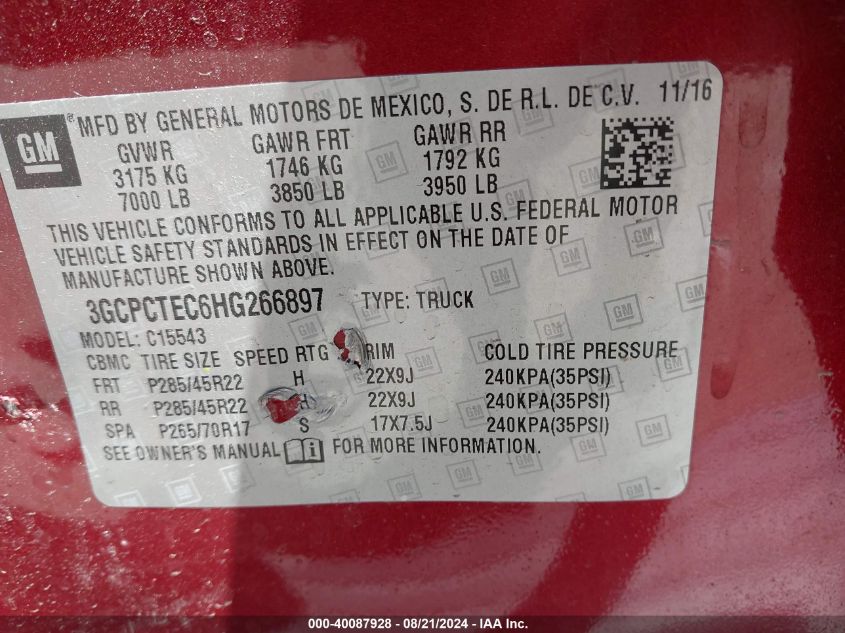 GM ® MFD BY GENERAL MOTORS DE MEXICO, S. DE R.L. DE C.V. 11/16
GVWR GAWR FRT GAWR RR
3175 KG 1746 KG 1792 KG
7000 LB 3850 LB 3950 LB
THIS VEHICLE CONFORMS TO ALL APPLICABLE U.S. FEDERAL MOTOR
VEHICLE SAFETY STANDARDS IN EFFECT ON THE DATE OF
MANUFACTURE SHOWN ABOVE.
3GCPCTEC6HG266897 TYPE: TRUCK
MODEL: C15543
CBMC TIRE SIZE SPEED RTG RIM COLD TIRE PRESSURE
FRT P285/45R22 H 22X9J 240KPA(35PSI)
RR P285/45R22 H 22X9J 240KPA(35PSI)
SPA P265/70R17 S 17X7.5J 240KPA(35PSI)
SEE OWNER'S MANUAL i FOR MORE INFORMATION.
000-40087928 - 08/21/2024 - IAA Inc.